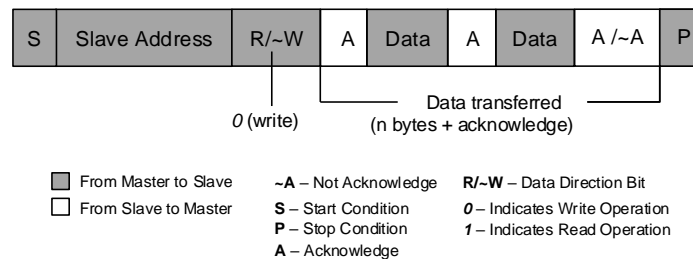 S Slave Address R/~W A Data A Data A /~A P
0 (write)
Data transferred
(n bytes + acknowledge)
From Master to Slave
From Slave to Master
~A – Not Acknowledge
S – Start Condition
P – Stop Condition
A – Acknowledge
R/~W – Data Direction Bit
0 – Indicates Write Operation
1 – Indicates Read Operation